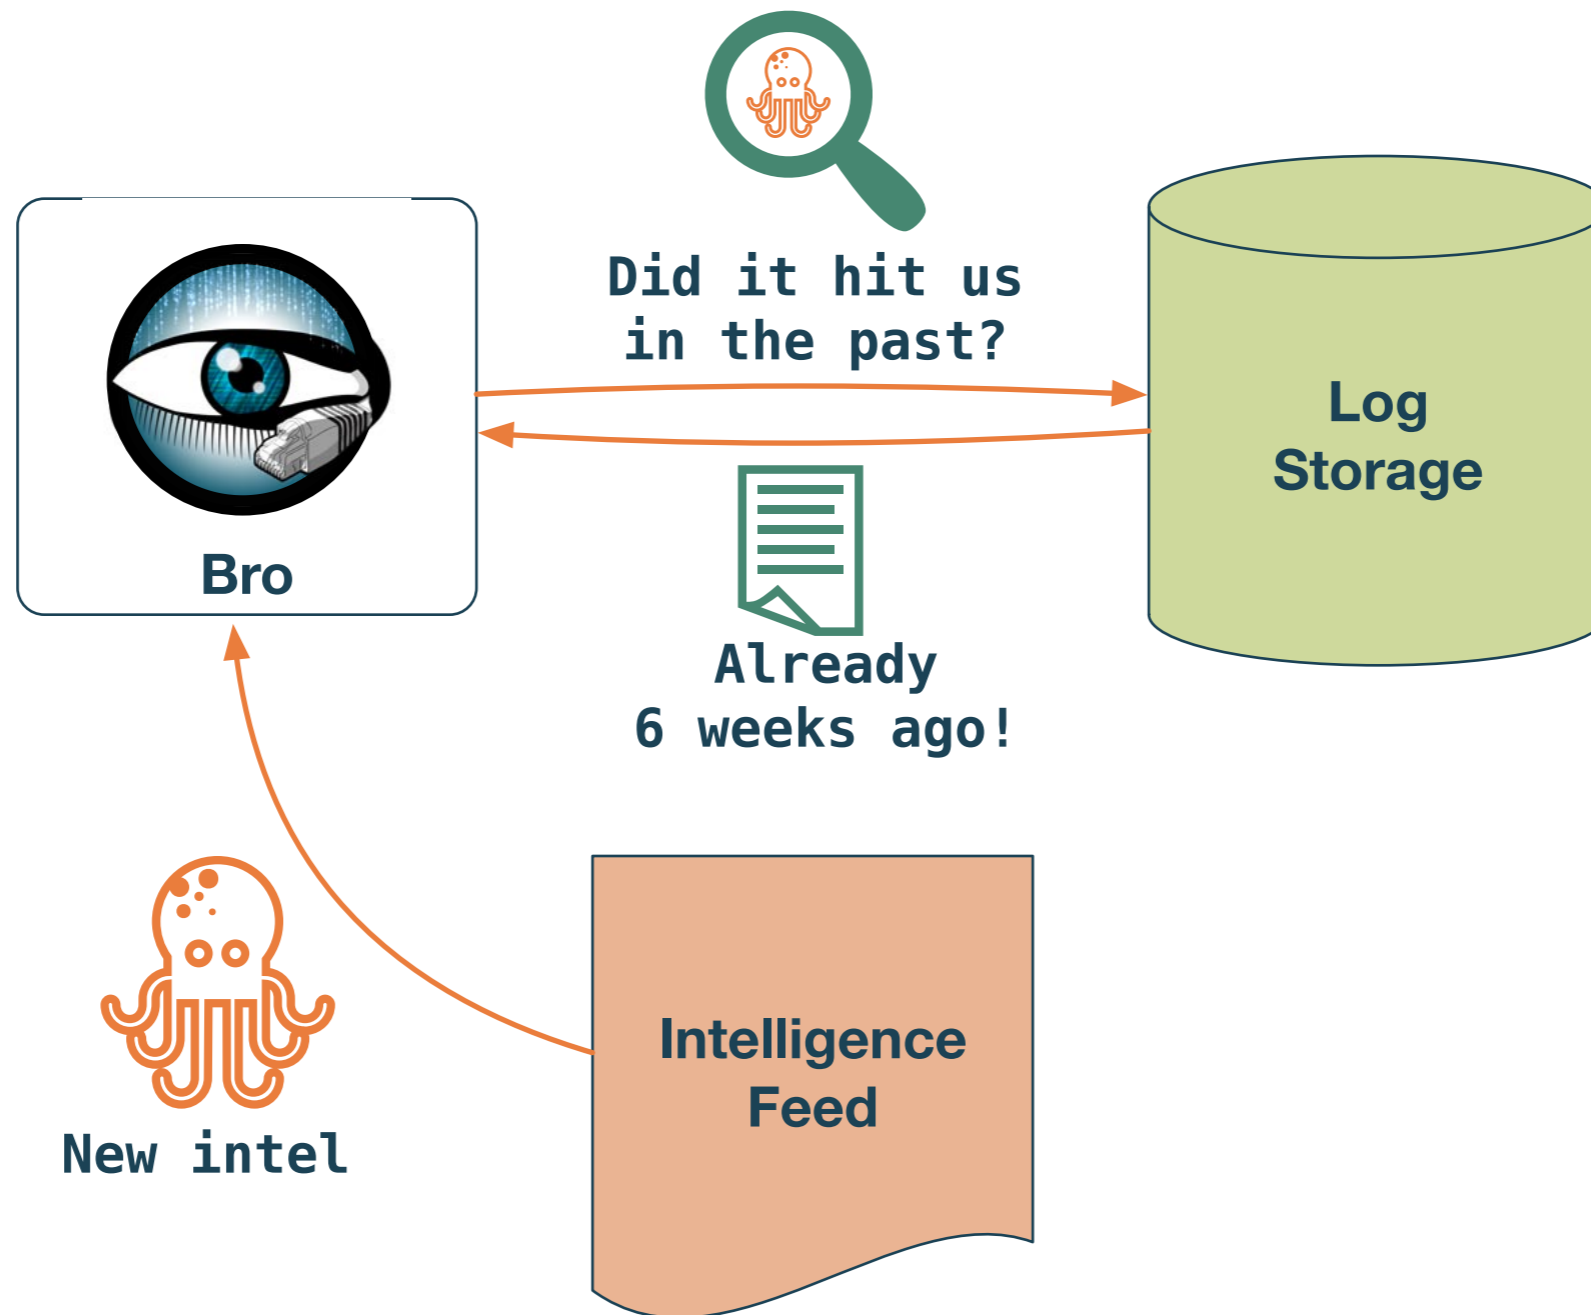 Did it hit us
in the past?
Bro
Log
Storage
Already
6 weeks ago!
New intel
Intelligence
Feed